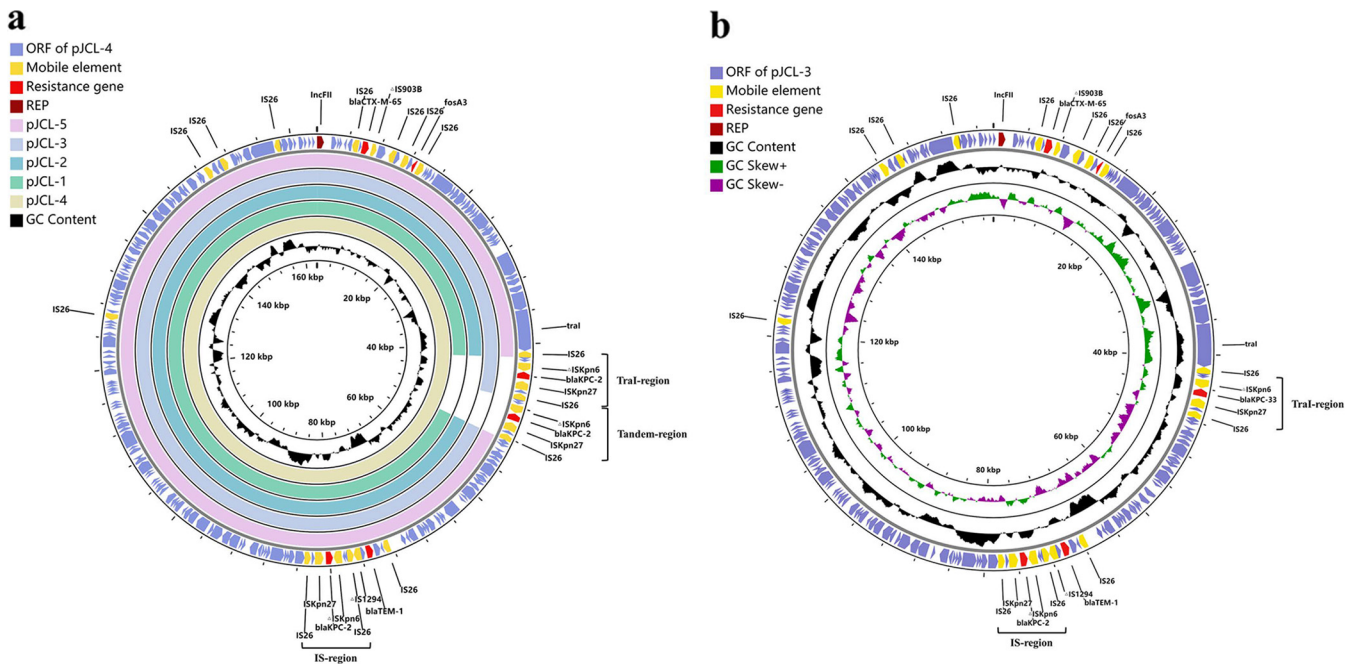 a
ORF of pJCL-4
Mobile element
Resistance gene
REP
pJCL-5
pJCL-3
pJCL-2
pJCL-1
pJCL-4
GC Content
IncFII
IS26
blaCTX-M-65
△IS903B
IS26
IS26
fosA3
IS26
IS26
IS26
IS26
IS26
traI
IS26
△ISKpn6
blaKPC-2
ISKpn27
IS26
TraI-region
△ISKpn6
blaKPC-2
ISKpn27
IS26
Tandem-region
160 kbp
20 kbp
40 kbp
60 kbp
80 kbp
100 kbp
120 kbp
140 kbp
IS26
ISKpn27
blaKPC-2
△ISKpn6
IS26
△IS1294
blaTEM-1
IS26
IS-region
b
ORF of pJCL-3
Mobile element
Resistance gene
REP
GC Content
GC Skew+
GC Skew-
IncFII
IS26
blaCTX-M-65
△IS903B
IS26
IS26
fosA3
IS26
IS26
IS26
IS26
IS26
traI
IS26
△ISKpn6
blaKPC-33
ISKpn27
IS26
TraI-region
20 kbp
40 kbp
60 kbp
80 kbp
100 kbp
120 kbp
140 kbp
IS26
ISKpn27
blaKPC-2
△ISKpn6
IS26
△IS1294
blaTEM-1
IS26
IS-region